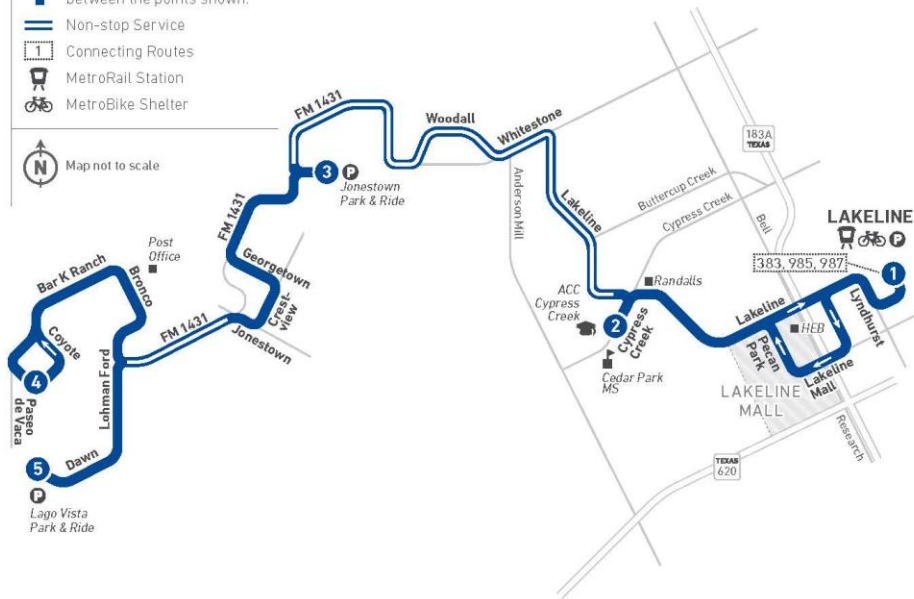 between the points shown.
Non-stop Service
1 Connecting Routes
MetroRail Station
MetroBike Shelter
N
Map not to scale
FM 1431
Woodall
Whitestone
183A
TEXAS
3
P
Jonestown
Park & Ride
Anderson Mill
Lakeline
Buttercup Creek
Cypress Creek
Bell
LAKELINE
P
383, 985, 987
1
FM 1431
Georgetown
Crest-
view
Jonestown
Post
Office
Bar K Ranch
Bronco
FM 1431
Coyote
4
Paseo
de Vaca
Lohman Ford
Dawn
5
P
Lago Vista
Park & Ride
ACC
Cypress
Creek
2
Randalls
Cypress
Creek
Cedar Park
MS
Lakeline
HEB
Lyndhurst
Pecan
Park
Lakeline
Mall
LAKELINE
MALL
Research
TEXAS
620